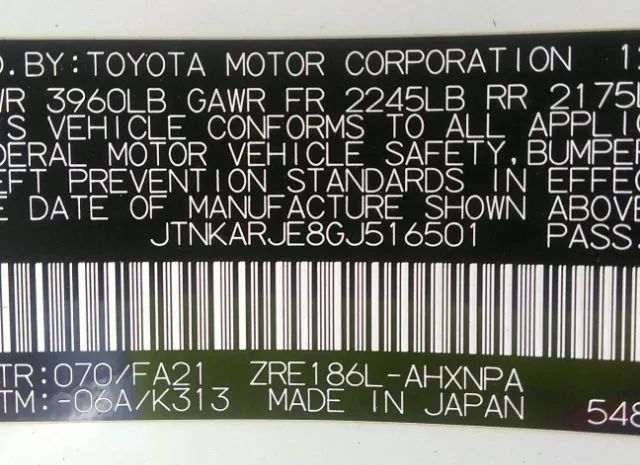 D.BY:TOYOTA MOTOR CORPORATION
WR 3960LB GAWR FR 2245LB RR 2175
IS VEHICLE CONFORMS TO ALL APPLIC
DERAL MOTOR VEHICLE SAFETY,BUMPER
EFT PREVENTION STANDARDS IN EFFEC
E DATE OF MANUFACTURE SHOWN ABOVE
JTNKARJE8GJ516501 PASS.
TR:070/FA21 ZRE186L-AHXNPA
TM:-06A/K313 MADE IN JAPAN 548